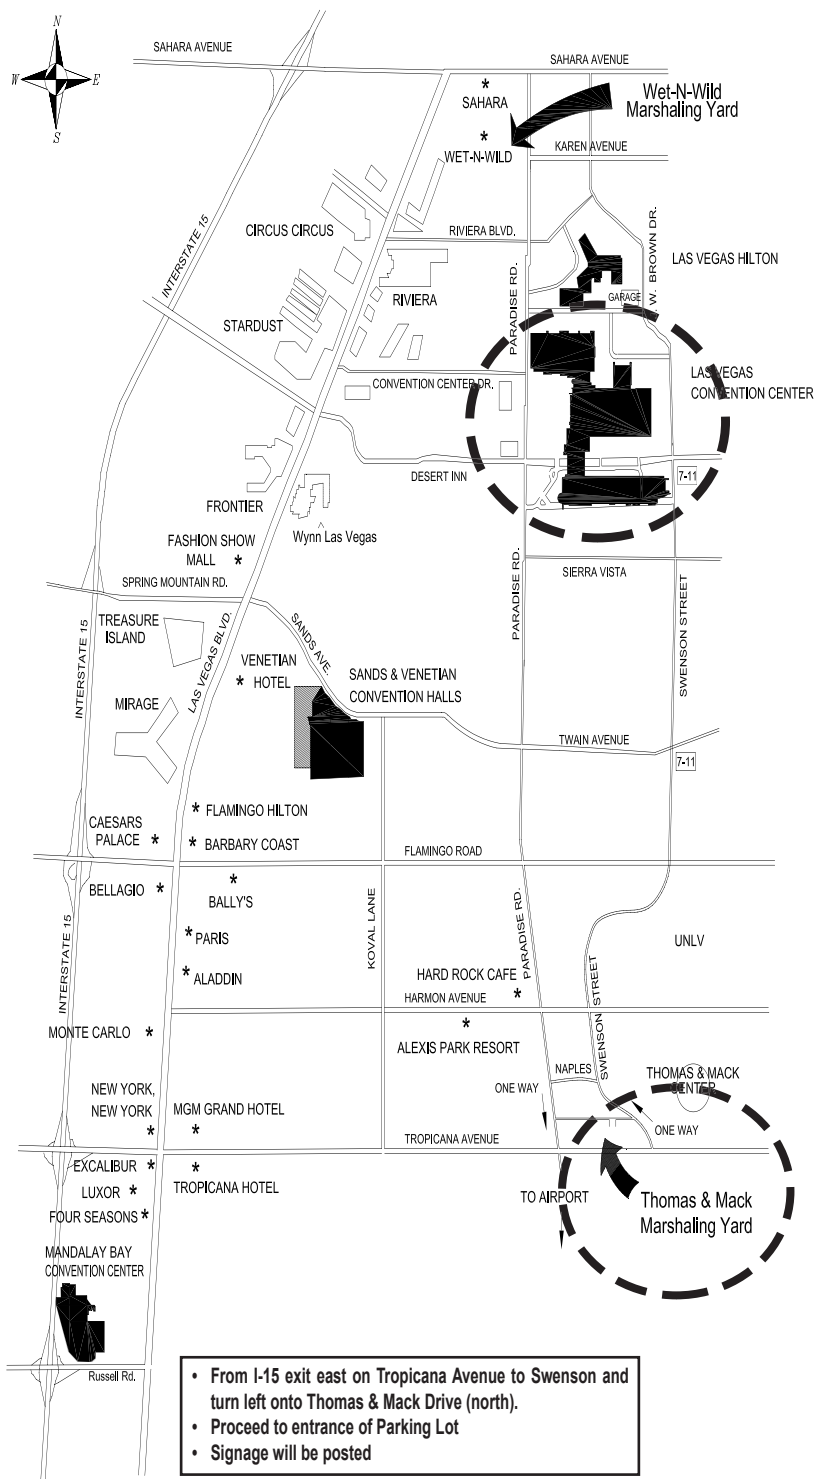 N
SAHARA AVENUE
SAHARA AVENUE
W
E
S
SAHARA
Wet-N-Wild
Marshaling Yard
WET-N-WILD
KAREN AVENUE
INTERSTATE 15
CIRCUS CIRCUS
RIVIERA BLVD.
PARADISE RD.
W. BROWN DR.
LAS VEGAS HILTON
GARAGE
RIVIERA
STARDUST
LAS VEGAS
CONVENTION CENTER
CONVENTION CENTER DR.
DESERT INN
7-11
FRONTIER
Wynn Las Vegas
FASHION SHOW
MALL
SPRING MOUNTAIN RD.
SIERRA VISTA
PARADISE RD.
SWENSON STREET
TREASURE
ISLAND
LAS VEGAS BLVD.
SANDS AVE.
INTERSTATE 15
VENETIAN
HOTEL
SANDS & VENETIAN
CONVENTION HALLS
MIRAGE
TWAIN AVENUE
7-11
FLAMINGO HILTON
CAESARS
PALACE
BARBARY COAST
FLAMINGO ROAD
BELLAGIO
BALLY'S
KOVAL LANE
PARADISE RD.
INTERSTATE 15
PARIS
UNLV
ALADDIN
HARD ROCK CAFE
HARMON AVENUE
SWENSON STREET
MONTE CARLO
ALEXIS PARK RESORT
NAPLES
THOMAS & MACK
CENTER
NEW YORK,
NEW YORK
MGM GRAND HOTEL
ONE WAY
ONE WAY
TROPICANA AVENUE
EXCALIBUR
LUXOR
TROPICANA HOTEL
TO AIRPORT
Thomas & Mack
Marshaling Yard
FOUR SEASONS
MANDALAY BAY
CONVENTION CENTER
Russell Rd.
• From I-15 exit east on Tropicana Avenue to Swenson and
turn left onto Thomas & Mack Drive (north).
• Proceed to entrance of Parking Lot
• Signage will be posted